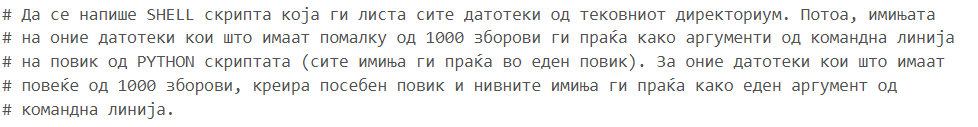 # Да се напише SHELL скрипта која ги листа сите датотеки од тековниот директориум. Потоа, имињата
# на оние датотеки кои што имаат помалку од 1000 зборови ги праќа како аргументи од командна линија
# на повик од PYTHON скриптата (сите имиња ги праќа во еден повик). За оние датотеки кои што имаат
# повеќе од 1000 зборови, креира посебен повик и нивните имиња ги праќа како еден аргумент од
# командна линија.